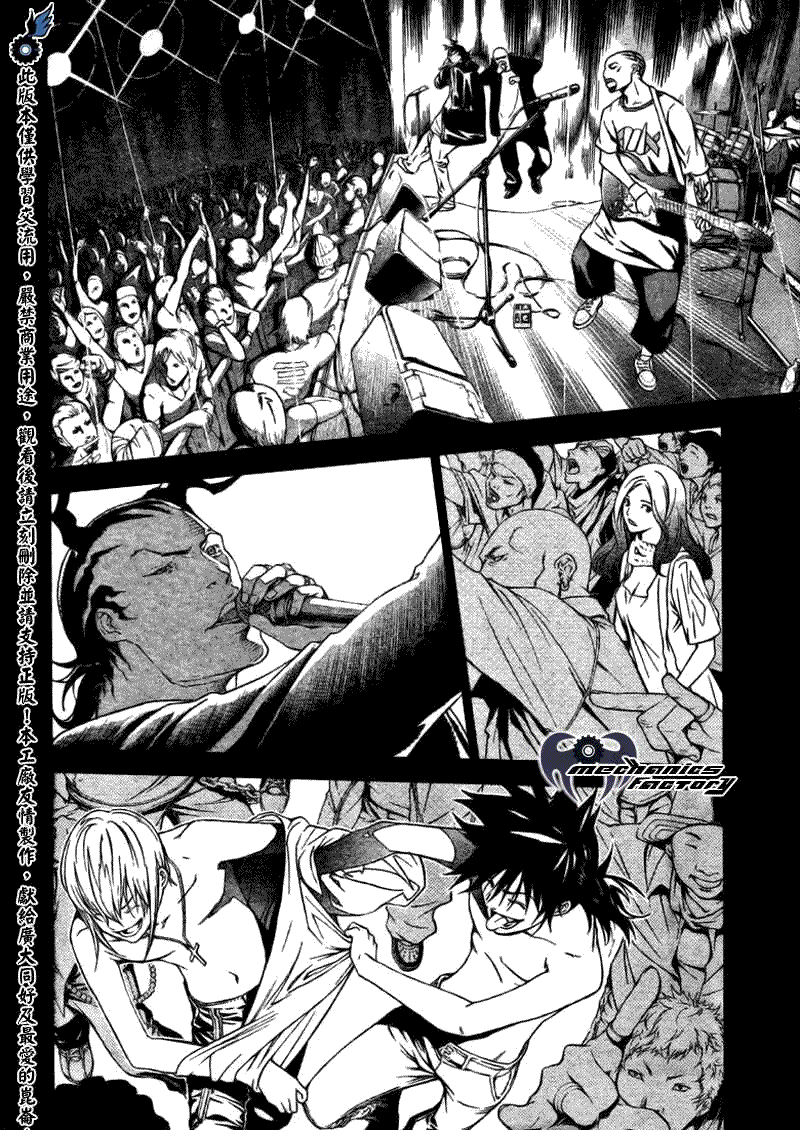 此版本僅供學習交流用，嚴禁商業用途，觀看後請立刻刪除並請支持正版！本工廠友情製作，獻給廣大同好及最愛的崑崙
mechanics
factory